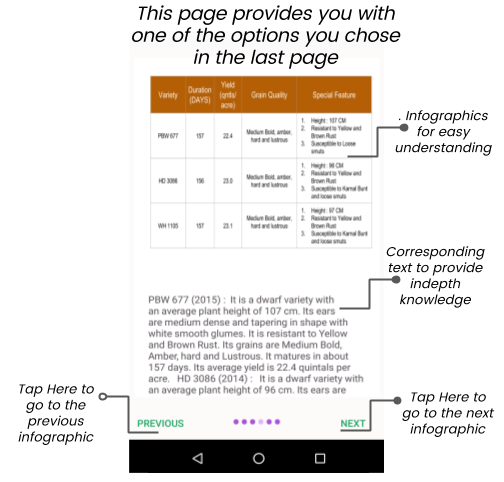 This page provides you with
one of the options you chose
in the last page
Variety
Duration
(DAYS)
Yield
(qntls/
acre)
Grain Quality
Special Feature
PBW 677
157
22.4
Medium Bold, amber,
hard and lustrous
1. Height : 107 CM
2. Resistant to Yellow and
Brown Rust
3. Susceptible to Loose
smuts
HD 3086
156
23.0
Medium Bold, amber,
hard and lustrous
1. Height : 96 CM
2. Resistant to Yellow and
Brown Rust
3. Susceptible to Karnal Bunt
and loose smuts
WH 1105
157
23.1
Medium Bold, amber,
hard and lustrous
1. Height : 97 CM
2. Resistant to Yellow and
Brown Rust
3. Susceptible to Karnal Bunt
and loose smuts
. Infographics
for easy
understanding
Corresponding
text to provide
indepth
knowledge
PBW 677 (2015) : It is a dwarf variety with
an average plant height of 107 cm. Its ears
are medium dense and tapering in shape with
white smooth glumes. It is resistant to Yellow
and Brown Rust. Its grains are Medium Bold,
Amber, hard and Lustrous. It matures in about
157 days. Its average yield is 22.4 quintals per
acre. HD 3086 (2014) : It is a dwarf variety with
an average plant height of 96 cm. Its ears are
Tap Here to
go to the
previous
infographic
PREVIOUS
NEXT
Tap Here to
go to the next
infographic